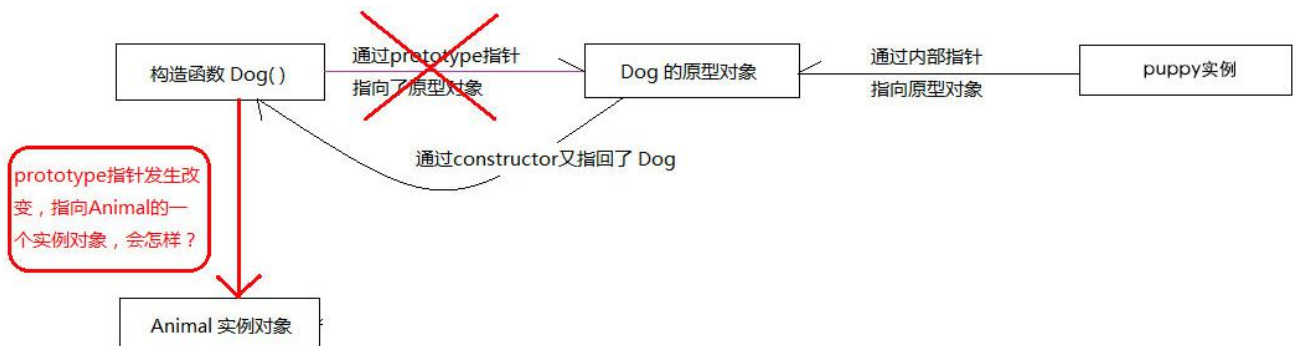 构造函数 Dog( )
通过prototype指针
指向了原型对象
Dog 的原型对象
通过内部指针
指向原型对象
puppy实例
通过constructor又指回了 Dog
prototype指针发生改
变，指向Animal的一
个实例对象，会怎样？
Animal 实例对象